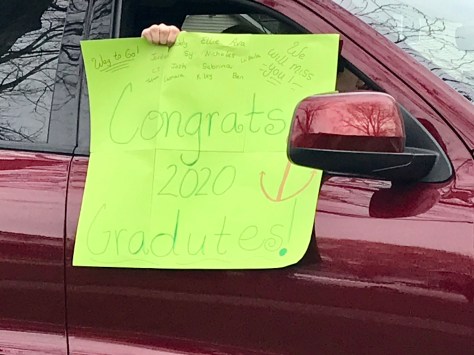 Way to Go!
We
will miss
You!
Congrats
2020
Gradutes!